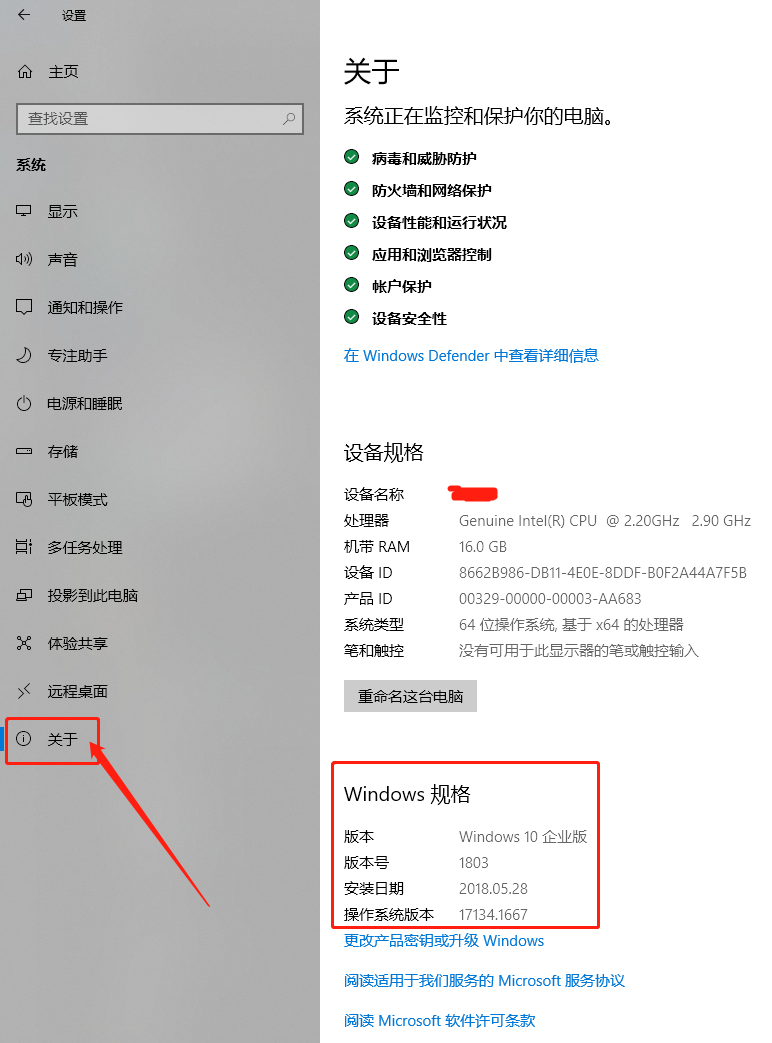 设置
主页
查找设置
系统
显示
声音
通知和操作
专注助手
电源和睡眠
存储
平板模式
多任务处理
投影到此电脑
体验共享
远程桌面
关于
关于
系统正在监控和保护你的电脑。
病毒和威胁防护
防火墙和网络保护
设备性能和运行状况
应用和浏览器控制
帐户保护
设备安全性
在 Windows Defender 中查看详细信息
设备规格
设备名称
处理器 Genuine Intel(R) CPU @ 2.20GHz 2.90 GHz
机带 RAM 16.0 GB
设备 ID 8662B986-DB11-4E0E-8DDF-B0F2A44A7F5B
产品 ID 00329-00000-00003-AA683
系统类型 64 位操作系统, 基于 x64 的处理器
笔和触控 没有可用于此显示器的笔或触控输入
重命名这台电脑
Windows 规格
版本 Windows 10 企业版
版本号 1803
安装日期 2018.05.28
操作系统版本 17134.1667
更改产品密钥或升级 Windows
阅读适用于我们服务的 Microsoft 服务协议
阅读 Microsoft 软件许可条款